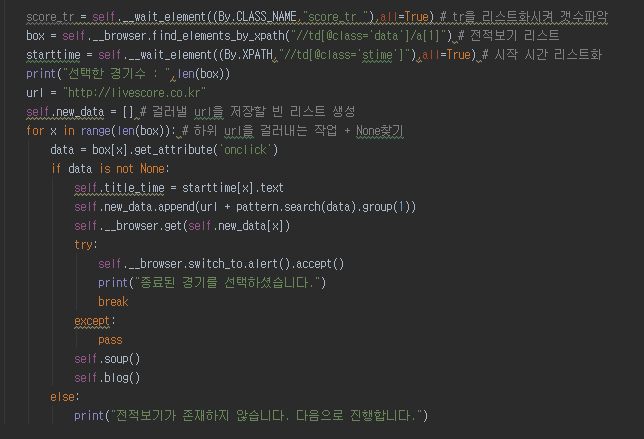 score_tr = self.__wait_element((By.CLASS_NAME,"score_tr "),all=True) # tr을 리스트화시켜 갯수파악
box = self.__browser.find_elements_by_xpath("//td[@class='data']/a[1]") # 전적보기 리스트
starttime = self.__wait_element((By.XPATH,"//td[@class='stime']"),all=True) # 시작 시간 리스트화
print("선택한 경기수 : ",len(box))
url = "http://livescore.co.kr"
self.new_data = [] # 걸러낼 url을 저장할 빈 리스트 생성
for x in range(len(box)): # 하위 url을 걸러내는 작업 + None찾기
    data = box[x].get_attribute('onclick')
    if data is not None:
        self.title_time = starttime[x].text
        self.new_data.append(url + pattern.search(data).group(1))
        self.__browser.get(self.new_data[x])
        try:
            self.__browser.switch_to.alert().accept()
            print("종료된 경기를 선택하셨습니다.")
            break
        except:
            pass
        self.soup()
        self.blog()
    else:
        print("전적보기가 존재하지 않습니다. 다음으로 진행합니다.")